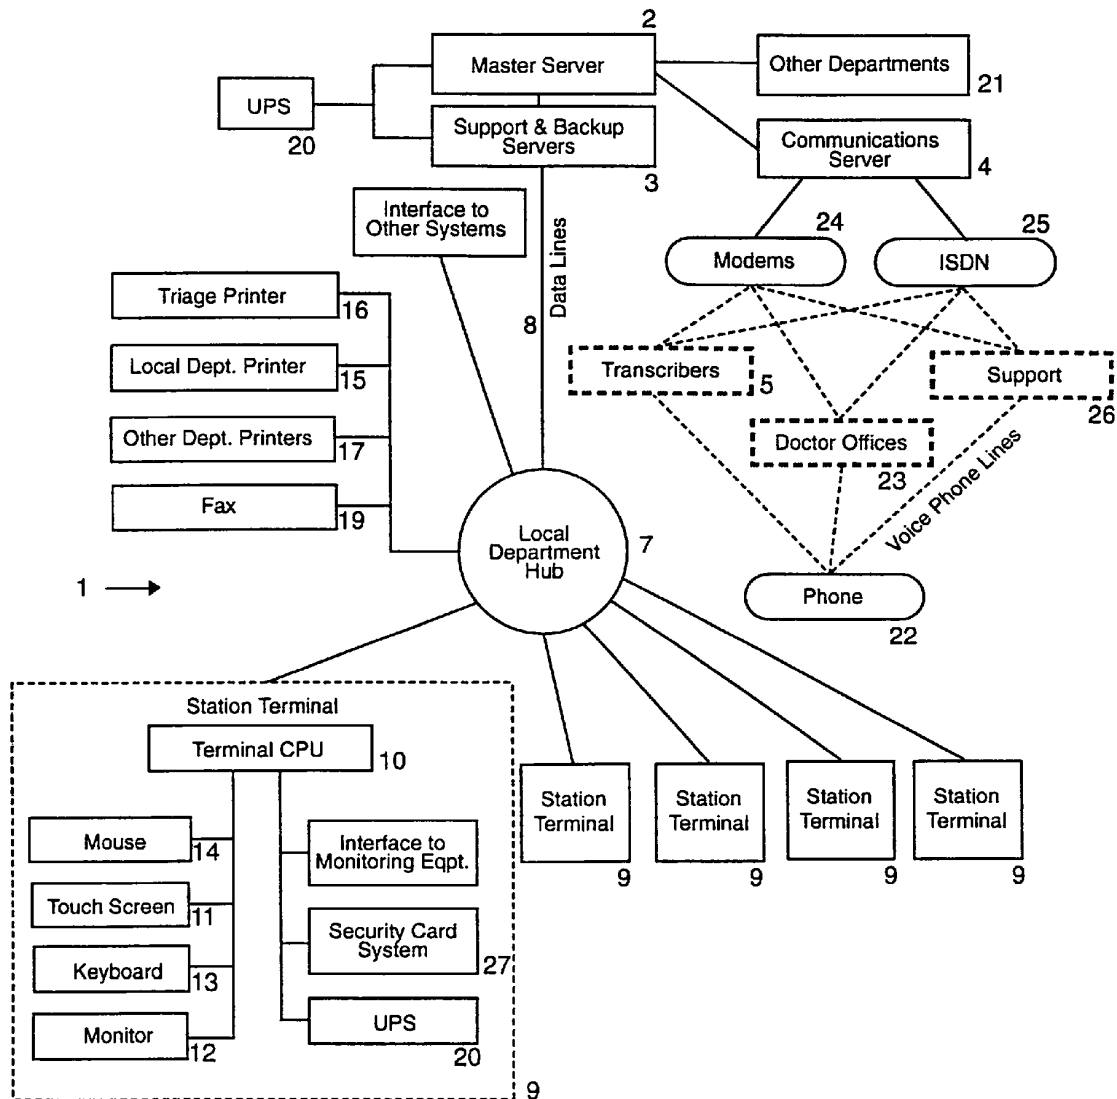 2
Master Server
Other Departments
21
UPS
20
Support & Backup
Servers
3
Communications
Server
4
Interface to
Other Systems
Data Lines
8
24
Modems
25
ISDN
Triage Printer
16
Local Dept. Printer
15
Other Dept. Printers
17
Fax
19
Transcribers
5
Support
26
Doctor Offices
23
Voice Phone Lines
Phone
22
Local
Department
Hub
7
1
Station Terminal
Terminal CPU
10
Mouse
14
Touch Screen
11
Keyboard
13
Monitor
12
Interface to
Monitoring Eqpt.
Security Card
System
27
UPS
20
9
Station
Terminal
9
Station
Terminal
9
Station
Terminal
9
Station
Terminal
9